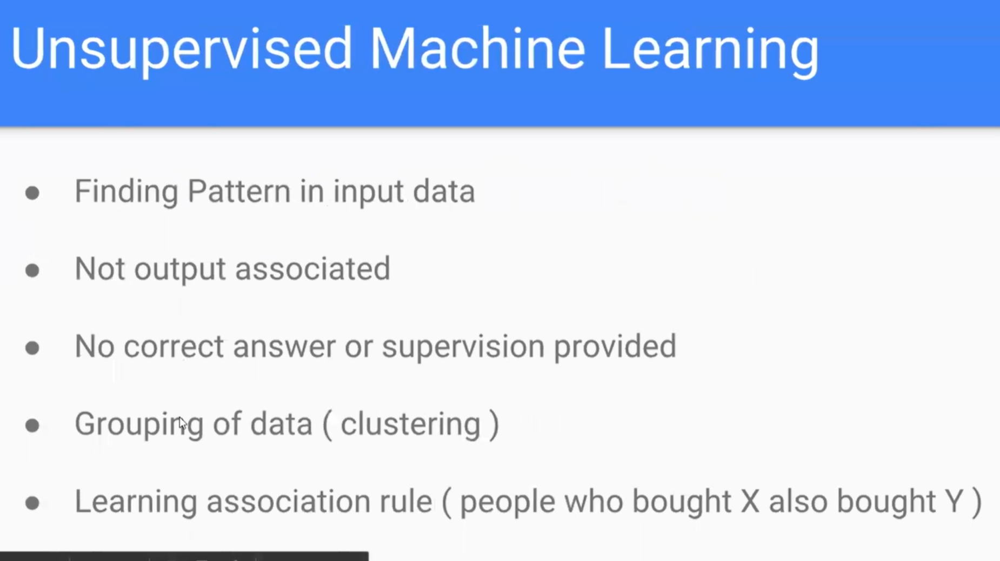 Unsupervised Machine Learning
● Finding Pattern in input data
● Not output associated
● No correct answer or supervision provided
● Grouping of data ( clustering )
● Learning association rule ( people who bought X also bought Y )